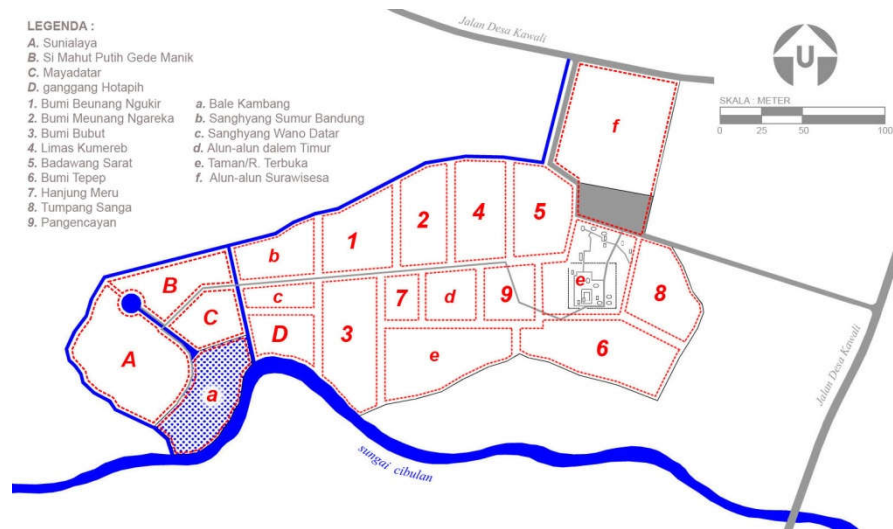 LEGENDA :
A. Sunialaya
B. Si Mahut Putih Gede Manik
C. Mayadatar
D. ganggang Hotapih
1. Bumi Beunang Ngukir
2. Bumi Meunang Ngareka
3. Bumi Bubut
4. Limas Kumereb
5. Badawang Sarat
6. Bumi Tepep
7. Hanjung Meru
8. Tumpang Sanga
9. Pangencayan
a. Bale Kambang
b. Sanghyang Sumur Bandung
c. Sanghyang Wano Datar
d. Alun-alun dalem Timur
e. Taman/R. Terbuka
f. Alun-alun Surawisesa
Jalan Desa Kawali
U
SKALA : METER
0 25 50 100
f
5
4
2
1
b
B
e
8
9
d
7
c
C
D
3
A
a
e
6
Jalan Desa Kawali
sungai cibulan